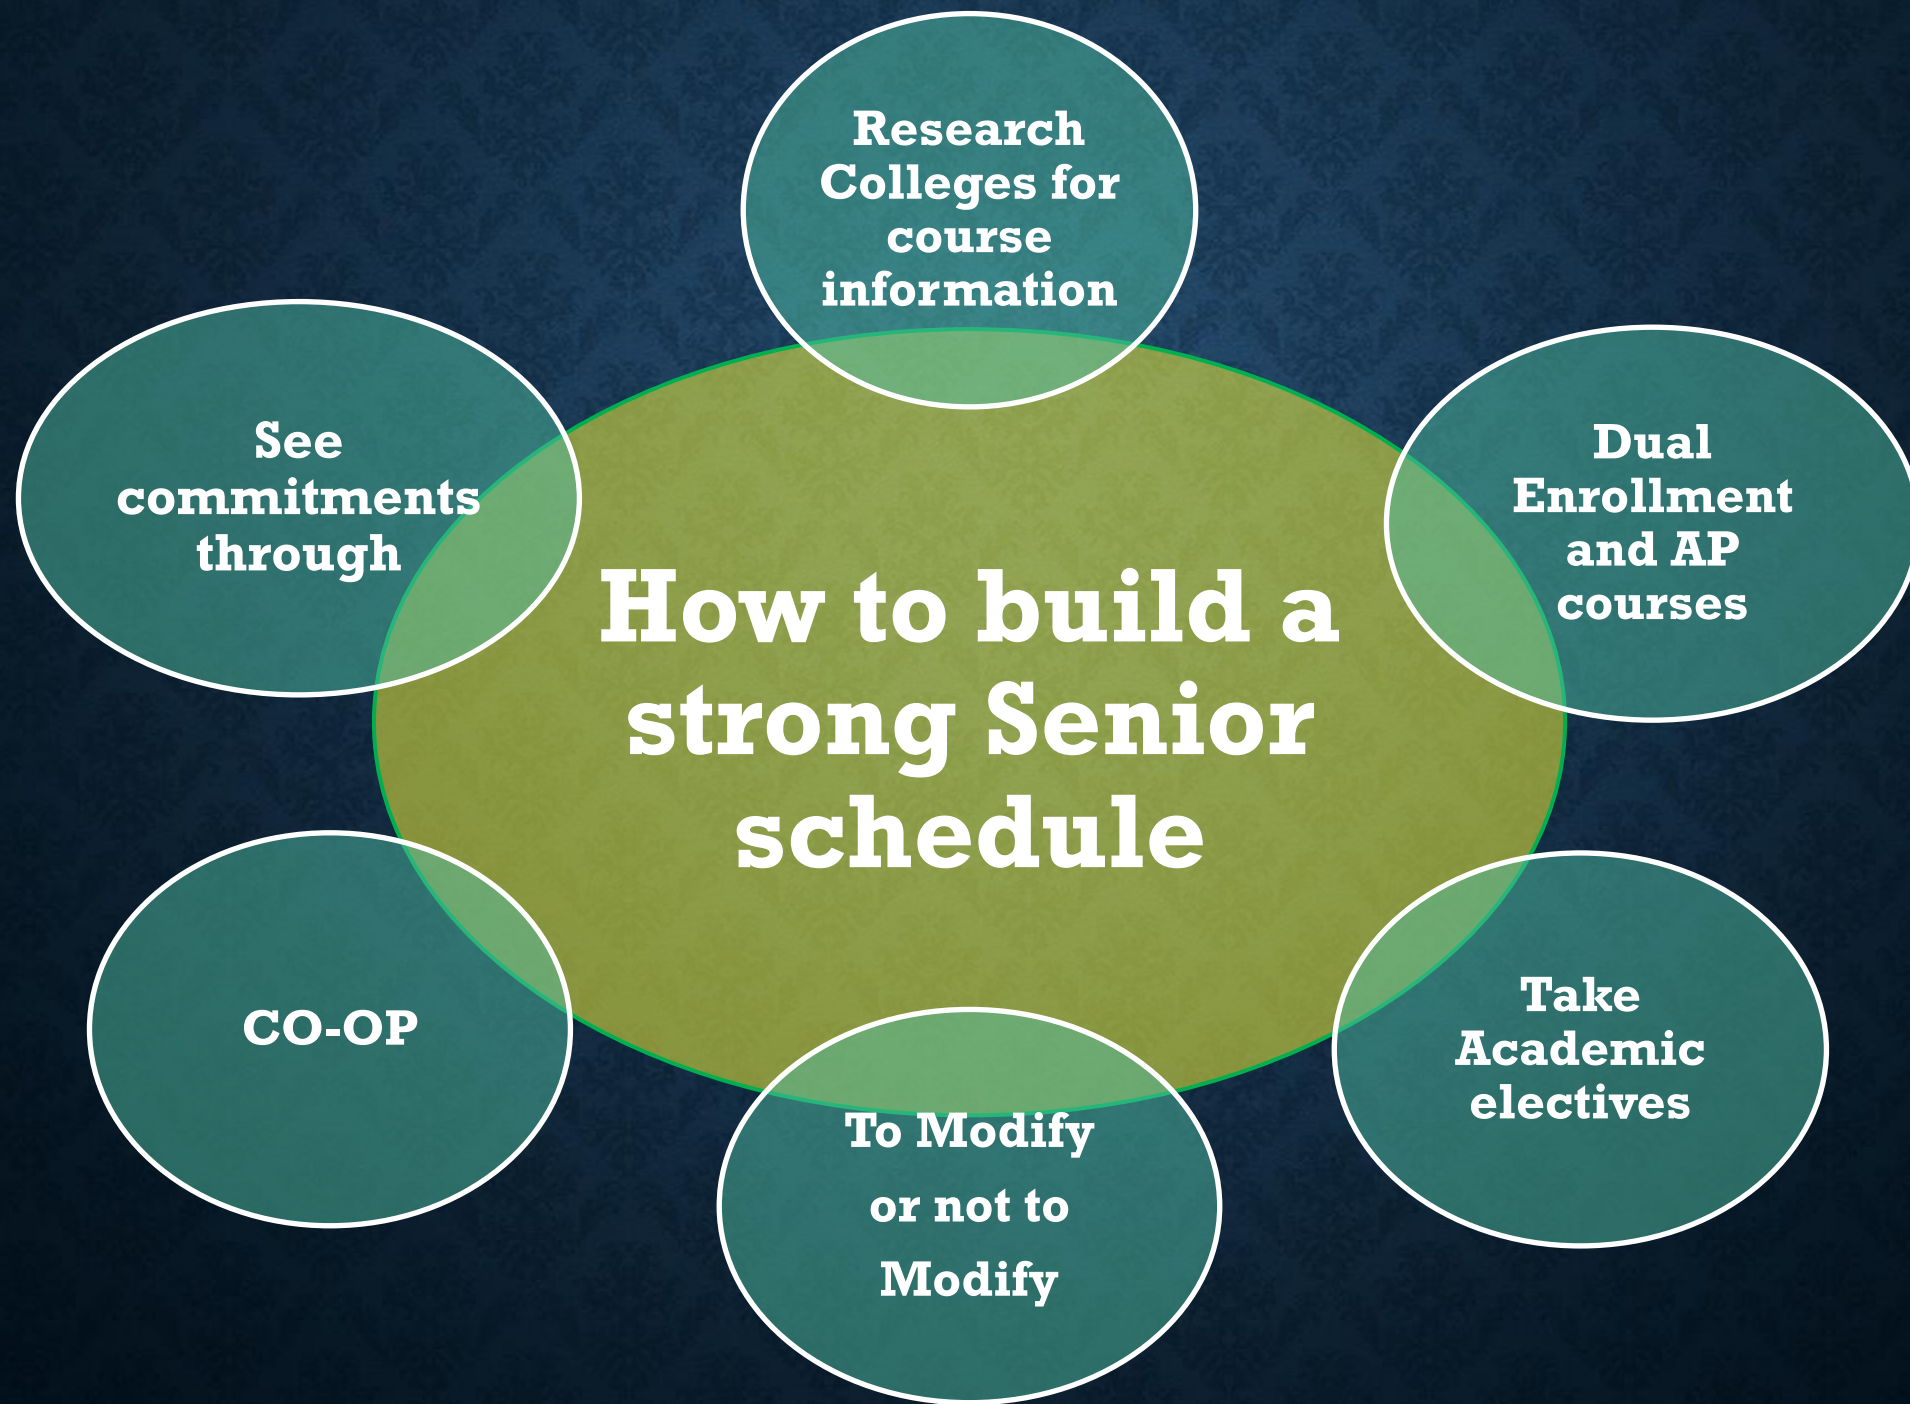 Research
Colleges for
course
information
Dual
Enrollment
and AP
courses
Take
Academic
electives
To Modify
or not to
Modify
CO-OP
See
commitments
through
How to build a
strong Senior
schedule